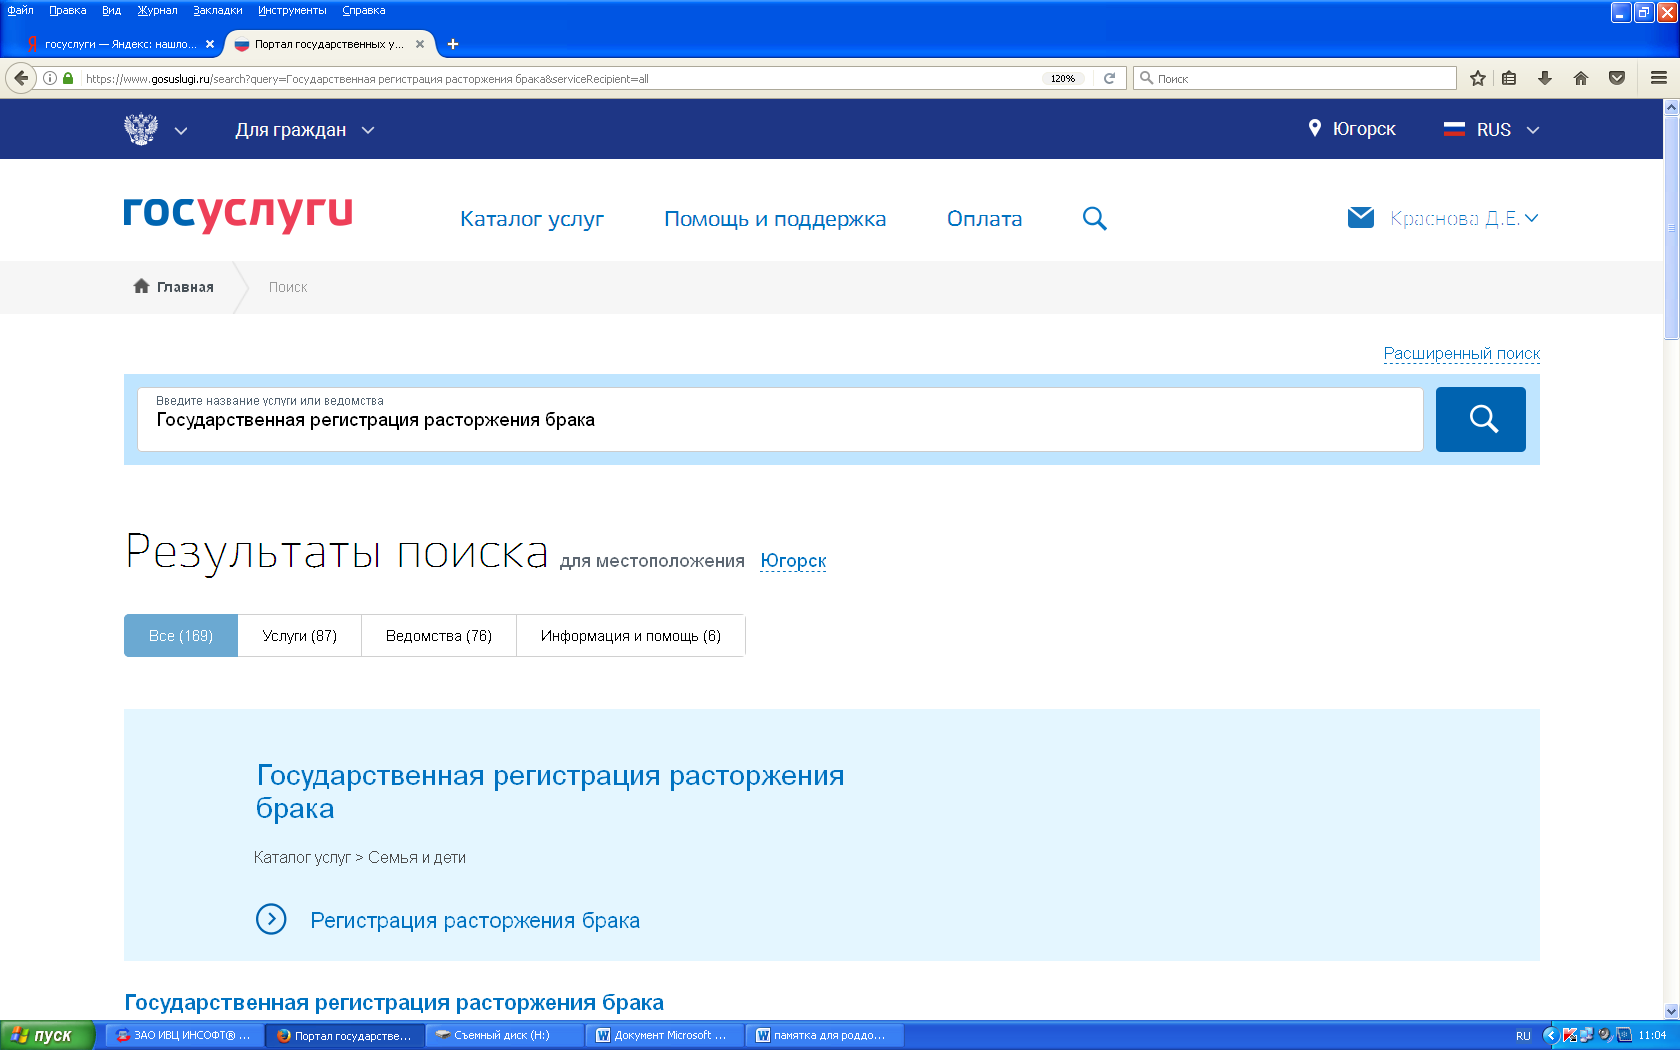 Файл Правка Вид Журнал Закладки Инструменты Справка
госуслуги — Яндекс: нашло...
Портал государственных у...
https://www.gosuslugi.ru/search?query=Государственная регистрация расторжения брака&serviceRecipient=all
120%
Поиск
Для граждан
Югорск
RUS
госуслуги
Каталог услуг
Помощь и поддержка
Оплата
Краснова Д.Е.
Главная
Поиск
Расширенный поиск
Введите название услуги или ведомства
Государственная регистрация расторжения брака
Результаты поиска для местоположения Югорск
Все (169)
Услуги (87)
Ведомства (76)
Информация и помощь (6)
Государственная регистрация расторжения
брака
Каталог услуг > Семья и дети
Регистрация расторжения брака
Государственная регистрация расторжения брака
пуск
ЗАО ИВЦ ИНСОФТ® ...
Портал государстве...
Съемный диск (H:)
Документ Microsoft ...
памятка для роддо...
RU
11:04